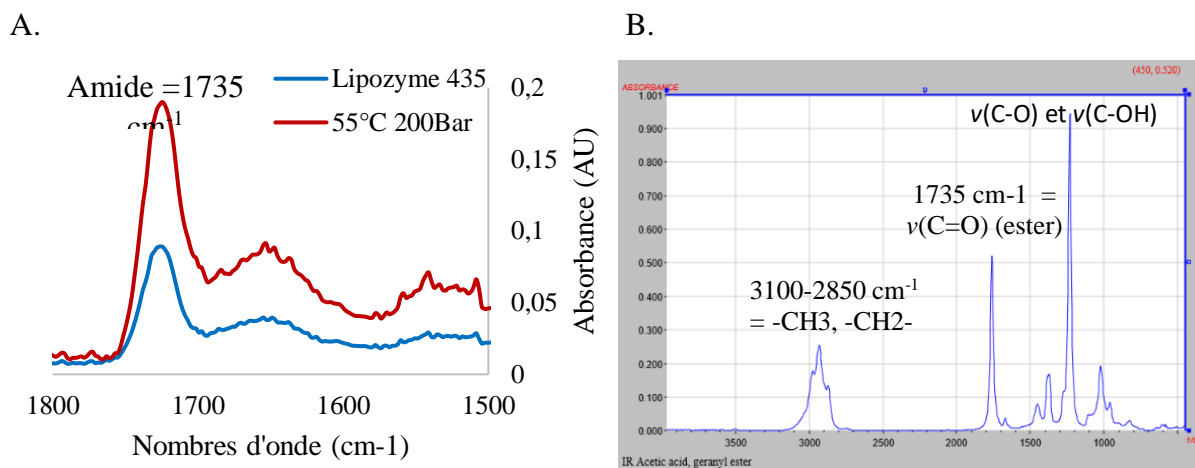 A.
Amide =1735
cm-1
Lipozyme 435
55°C 200Bar
0,2
0,15
0,1
0,05
0
Absorbance (AU)
1800
1700
1600
1500
Nombres d'onde (cm-1)
B.
(450, 0.520)
ABSORBANCE
1.001
0.900
0.800
0.700
0.600
0.500
0.400
0.300
0.200
0.100
0.000
ν(C-O) et ν(C-OH)
1735 cm-1 =
ν(C=O) (ester)
3100-2850 cm-1
= -CH3, -CH2-
3500
3000
2500
2000
1500
1000
IR Acetic acid, geranyl ester